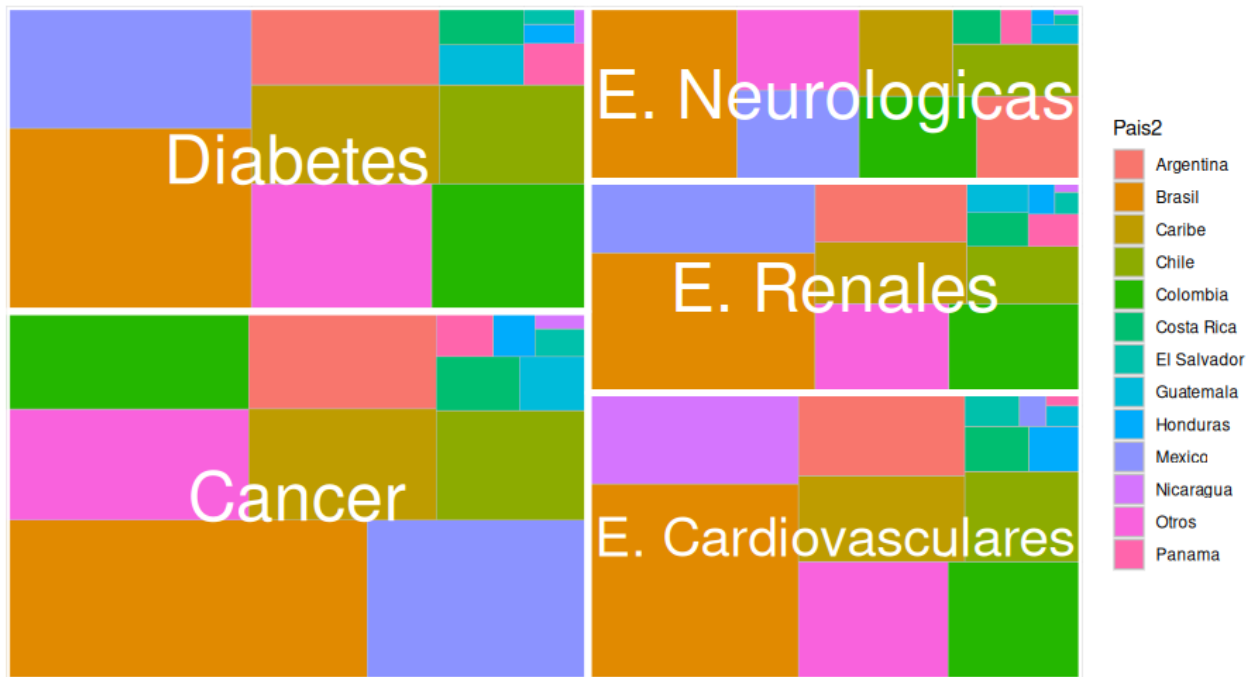 Diabetes
Cancer
E. Neurologicas
E. Renales
E. Cardiovasculares
Pais2
Argentina
Brasil
Caribe
Chile
Colombia
Costa Rica
El Salvador
Guatemala
Honduras
Mexico
Nicaragua
Otros
Panama